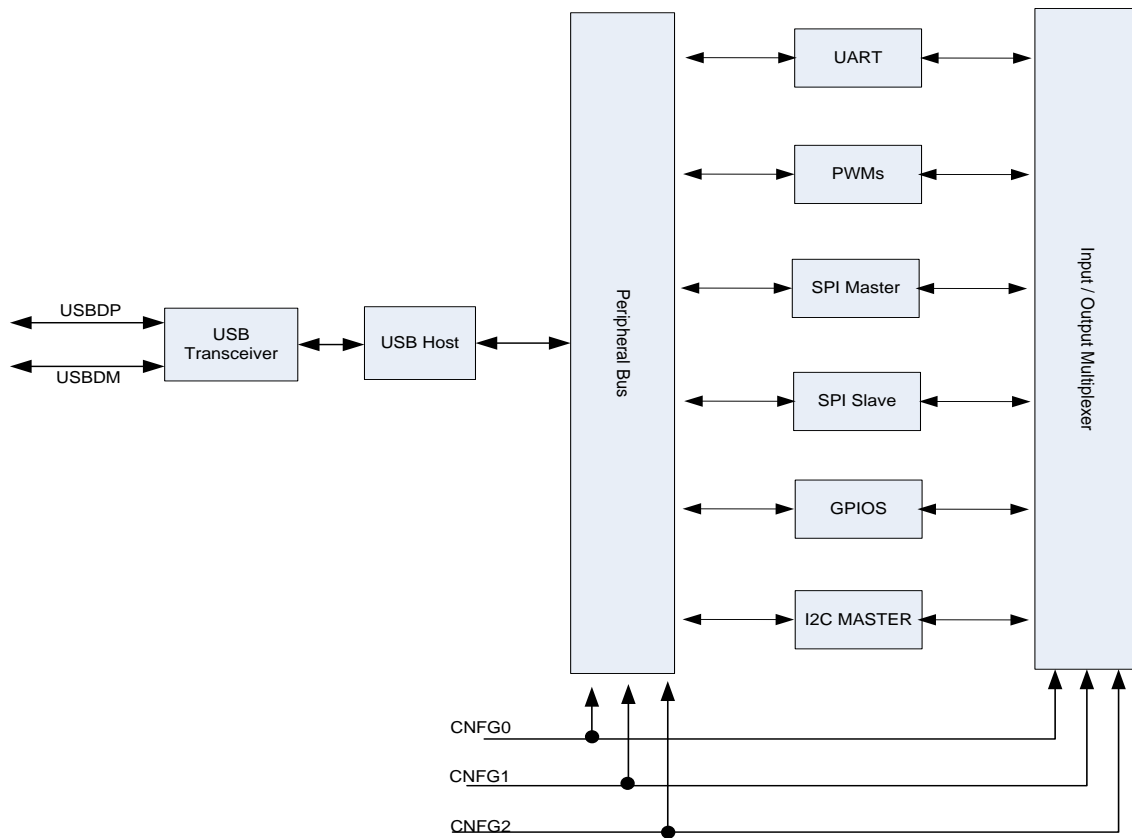 UART
PWMs
SPI Master
SPI Slave
GPIOS
I2C MASTER
Peripheral Bus
Input / Output Multiplexer
USBDP
USBDM
USB
Transceiver
USB Host
CNFG0
CNFG1
CNFG2